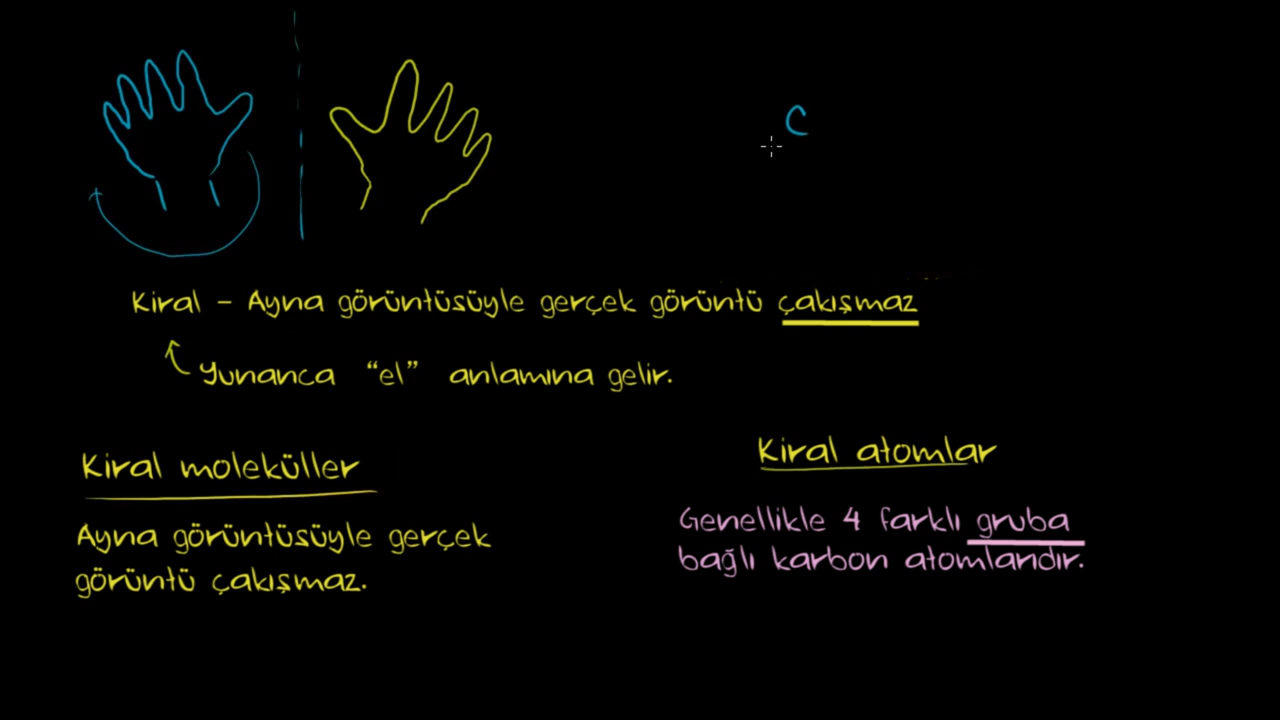 C
Kiral - Ayna görüntüsüyle gerçek görüntü çakışmaz
Yunanca "el" anlamına gelir.
Kiral moleküller
Ayna görüntüsüyle gerçek
görüntü çakışmaz.
Kiral atomlar
Genellikle 4 farklı gruba
bağlı karbon atomlarıdır.